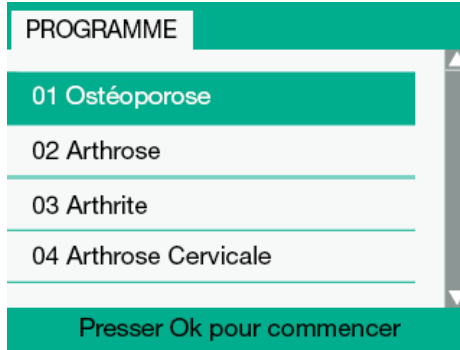 PROGRAMME
01 Ostéoporose
02 Arthrose
03 Arthrite
04 Arthrose Cervicale
Presser Ok pour commencer